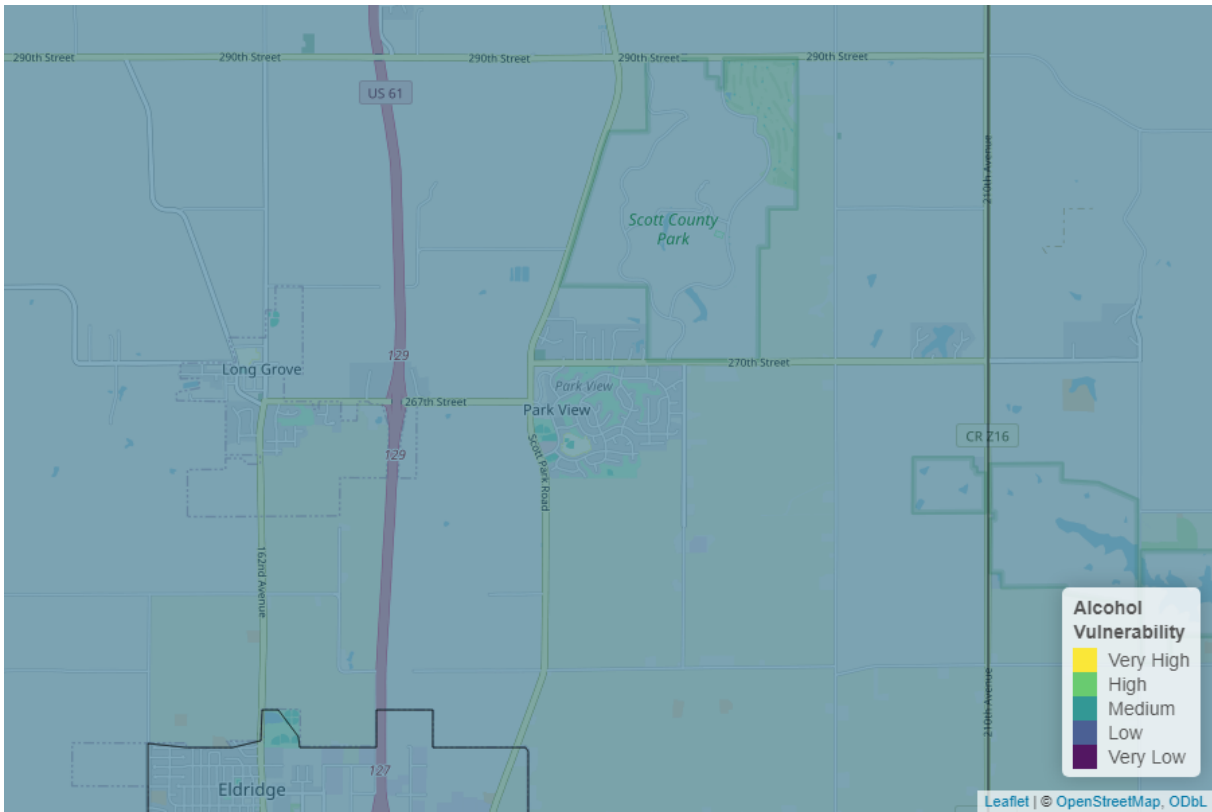 290th Street
290th Street
290th Street
290th Street
290th Street
US 61
210th Avenue
Scott County
Park
129
270th Street
Long Grove
Park View
267th Street
Park View
CR Z16
129
Scott Park Road
162nd Avenue
210th Avenue
127
Eldridge
Alcohol
Vulnerability
Very High
High
Medium
Low
Very Low
Leaflet | © OpenStreetMap, ODbL